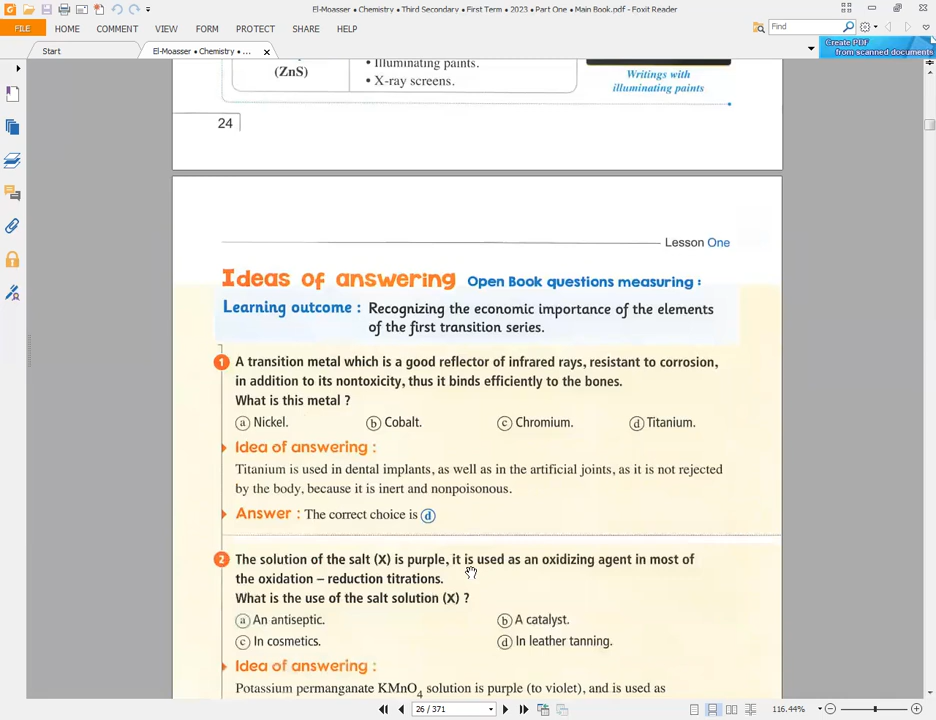 El-Moasser • Chemistry • Third Secondary • First Term • 2023 • Part One • Main Book.pdf - Foxit Reader
FILE HOME COMMENT VIEW FORM PROTECT SHARE HELP
Find
Create PDF
from scanned documents
Start
El-Moasser • Chemistry • ...
(ZnS)
• Illuminating paints.
• X-ray screens.
Writings with
illuminating paints
24
Lesson One
Ideas of answering Open Book questions measuring :
Learning outcome : Recognizing the economic importance of the elements
of the first transition series.
1 A transition metal which is a good reflector of infrared rays, resistant to corrosion,
in addition to its nontoxicity, thus it binds efficiently to the bones.
What is this metal ?
a Nickel. b Cobalt. c Chromium. d Titanium.
Idea of answering :
Titanium is used in dental implants, as well as in the artificial joints, as it is not rejected
by the body, because it is inert and nonpoisonous.
Answer : The correct choice is d
2 The solution of the salt (X) is purple, it is used as an oxidizing agent in most of
the oxidation – reduction titrations.
What is the use of the salt solution (X) ?
a An antiseptic. b A catalyst.
c In cosmetics. d In leather tanning.
Idea of answering :
Potassium permanganate KMnO4 solution is purple (to violet), and is used as
26 / 371
116.44%